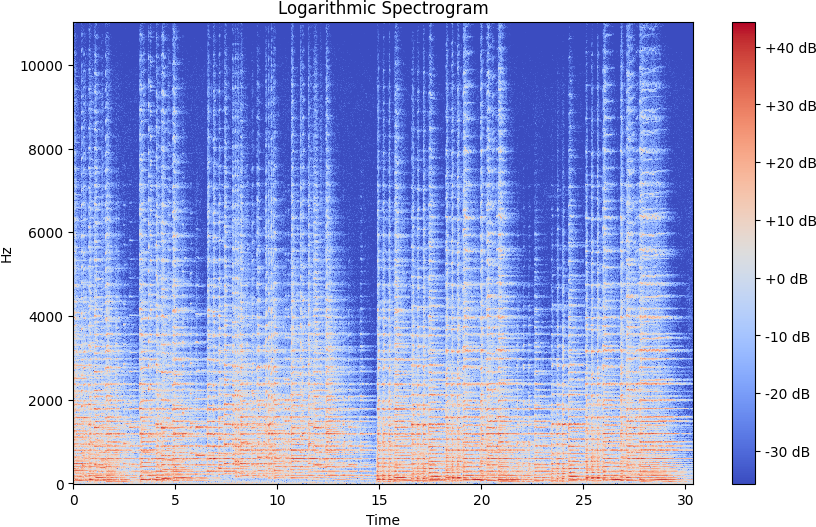 Logarithmic Spectrogram
Hz
10000
8000
6000
4000
2000
0
0 5 10 15 20 25 30
Time
+40 dB
+30 dB
+20 dB
+10 dB
+0 dB
-10 dB
-20 dB
-30 dB